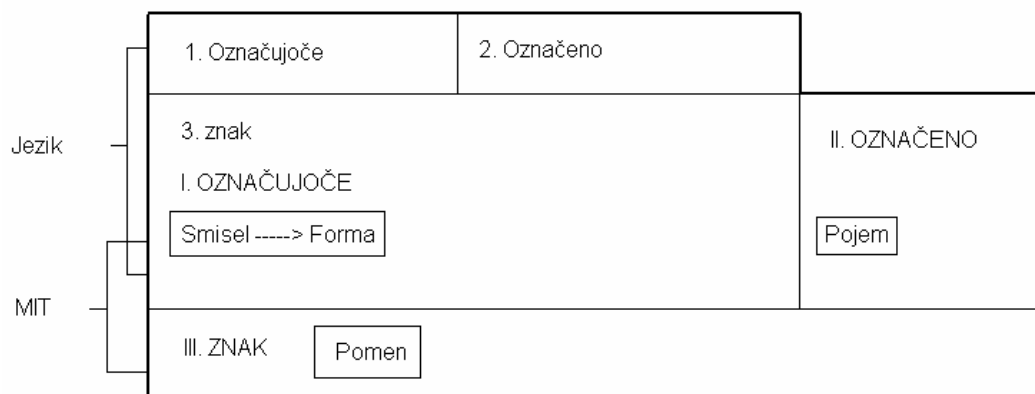 1. Označujoče
2. Označeno
Jezik
3. znak
I. OZNAČUJOČE
Smisel -----> Forma
II. OZNAČENO
Pojem
MIT
III. ZNAK
Pomen